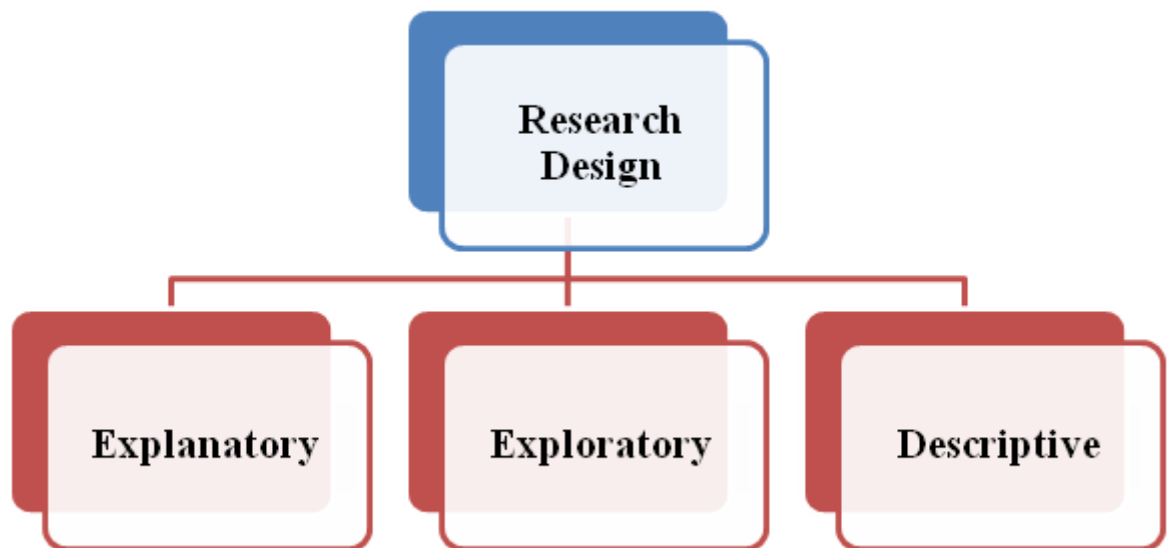 Research
Design
Explanatory
Exploratory
Descriptive